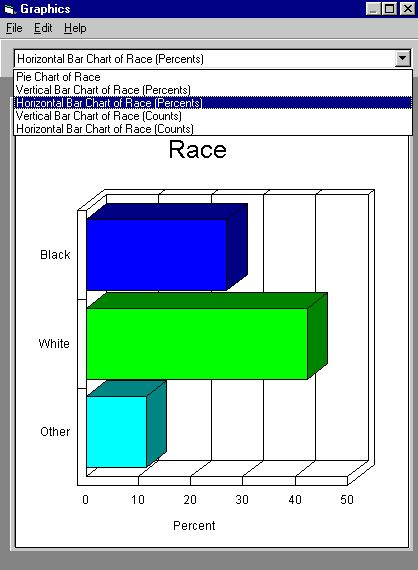 Graphics
File Edit Help
Horizontal Bar Chart of Race (Percents)
Pie Chart of Race
Vertical Bar Chart of Race (Percents)
Horizontal Bar Chart of Race (Percents)
Vertical Bar Chart of Race (Counts)
Horizontal Bar Chart of Race (Counts)
Race
Black
White
Other
0 10 20 30 40 50
Percent